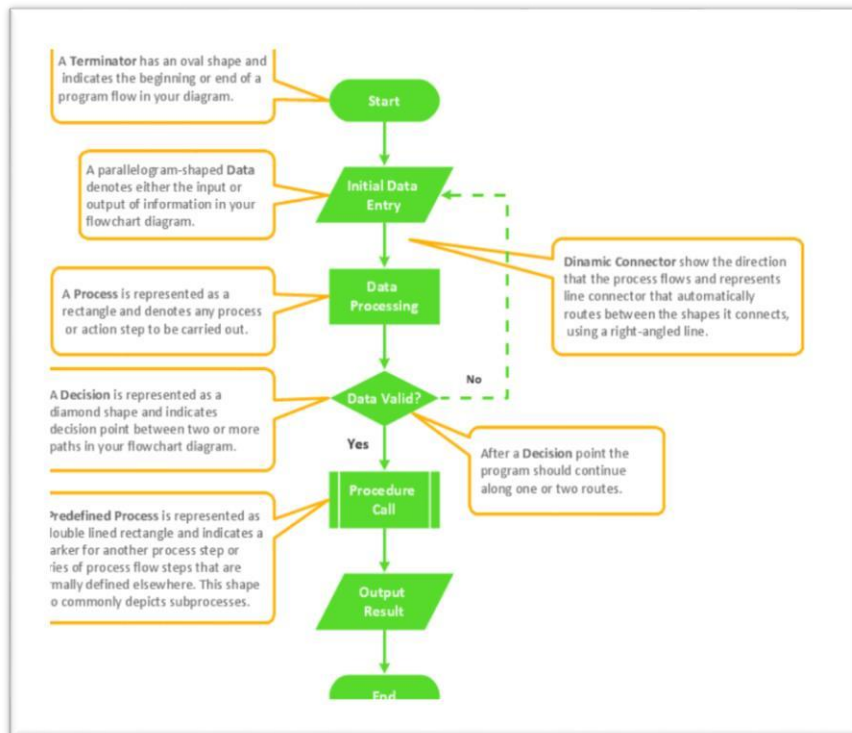 A Terminator has an oval shape and
indicates the beginning or end of a
program flow in your diagram.
Start
A parallelogram-shaped Data
denotes either the input or
output of information in your
flowchart diagram.
Initial Data
Entry
Dinamic Connector show the direction
that the process flows and represents
line connector that automatically
routes between the shapes it connects,
using a right-angled line.
A Process is represented as a
rectangle and denotes any process
or action step to be carried out.
Data
Processing
A Decision is represented as a
diamond shape and indicates
decision point between two or more
paths in your flowchart diagram.
Data Valid?
No
Yes
After a Decision point the
program should continue
along one or two routes.
Predefined Process is represented as
double lined rectangle and indicates a
arker for another process step or
ries of process flow steps that are
rmally defined elsewhere. This shape
o commonly depicts subprocesses.
Procedure
Call
Output
Result
End